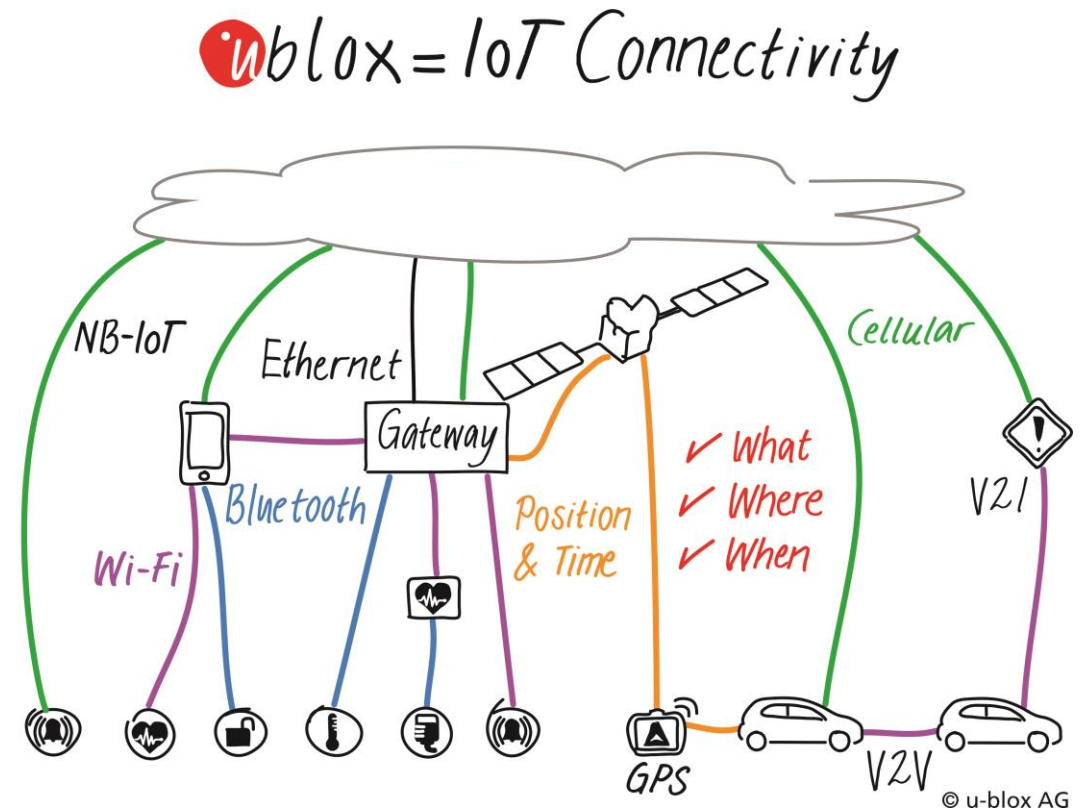 ublox = IoT Connectivity
NB-IoT
Ethernet
Cellular
Gateway
What
Where
When
V2I
Bluetooth
Position
& Time
Wi-Fi
GPS
V2V
© u-blox AG